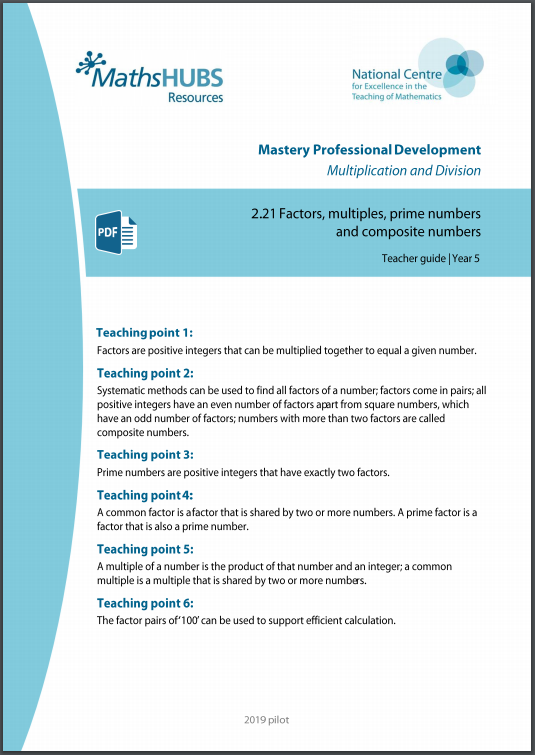 MathsHUBS
Resources
National Centre
for Excellence in the
Teaching of Mathematics
Mastery Professional Development
Multiplication and Division
PDF
2.21 Factors, multiples, prime numbers
and composite numbers
Teacher guide | Year 5
Teaching point 1:
Factors are positive integers that can be multiplied together to equal a given number.
Teaching point 2:
Systematic methods can be used to find all factors of a number; factors come in pairs; all
positive integers have an even number of factors apart from square numbers, which
have an odd number of factors; numbers with more than two factors are called
composite numbers.
Teaching point 3:
Prime numbers are positive integers that have exactly two factors.
Teaching point 4:
A common factor is a factor that is shared by two or more numbers. A prime factor is a
factor that is also a prime number.
Teaching point 5:
A multiple of a number is the product of that number and an integer; a common
multiple is a multiple that is shared by two or more numbers.
Teaching point 6:
The factor pairs of ‘100’ can be used to support efficient calculation.
2019 pilot